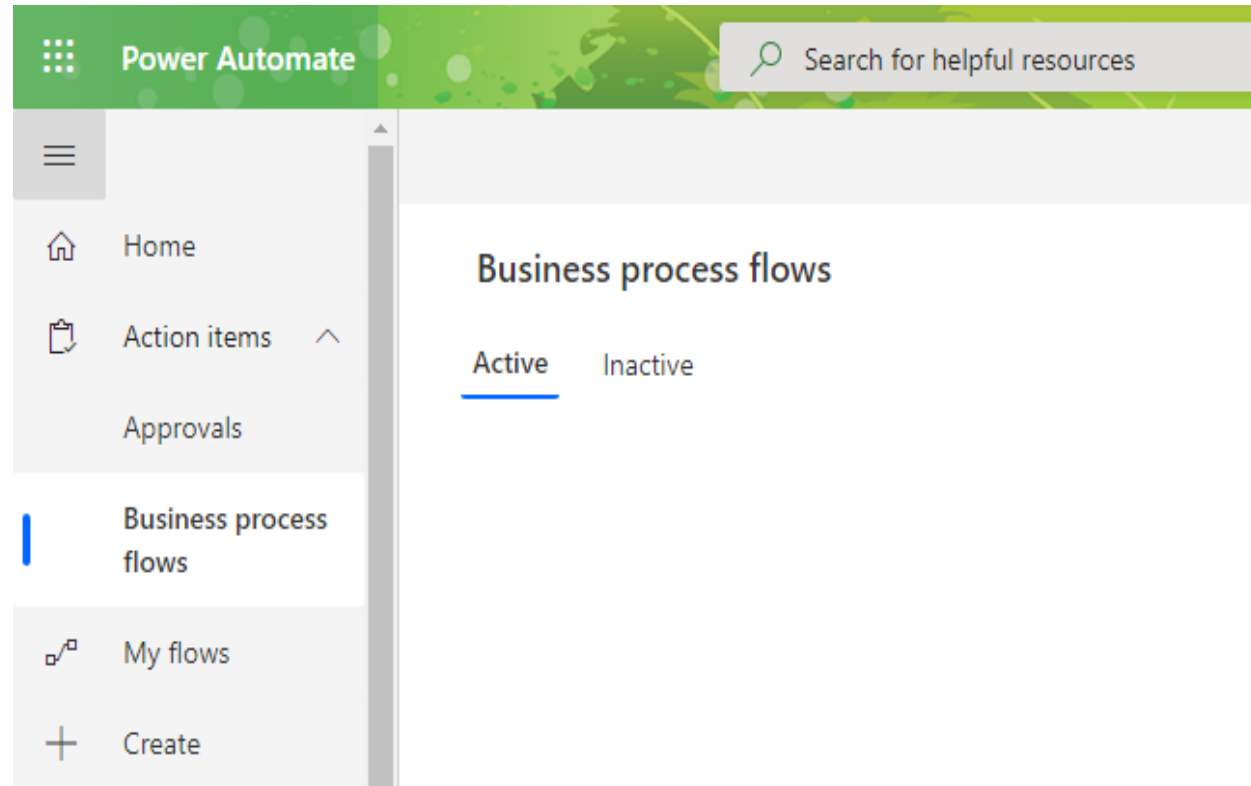 Power Automate
Search for helpful resources
Home
Action items
Approvals
Business process
flows
My flows
Create
Business process flows
Active
Inactive